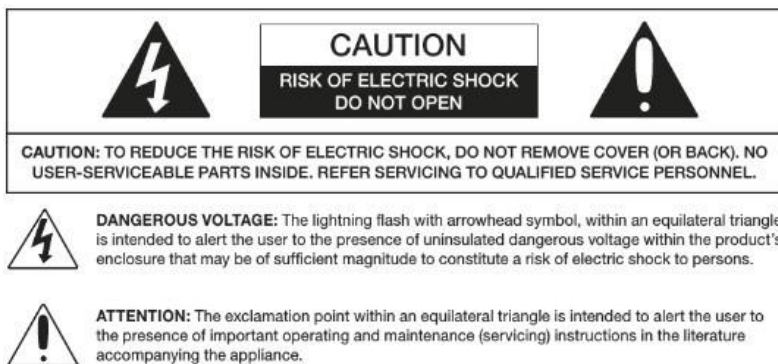 CAUTION
RISK OF ELECTRIC SHOCK
DO NOT OPEN
CAUTION: TO REDUCE THE RISK OF ELECTRIC SHOCK, DO NOT REMOVE COVER (OR BACK). NO
USER-SERVICEABLE PARTS INSIDE. REFER SERVICING TO QUALIFIED SERVICE PERSONNEL.
DANGEROUS VOLTAGE: The lightning flash with arrowhead symbol, within an equilateral triangle
is intended to alert the user to the presence of uninsulated dangerous voltage within the product's
enclosure that may be of sufficient magnitude to constitute a risk of electric shock to persons.
ATTENTION: The exclamation point within an equilateral triangle is intended to alert the user to
the presence of important operating and maintenance (servicing) instructions in the literature
accompanying the appliance.